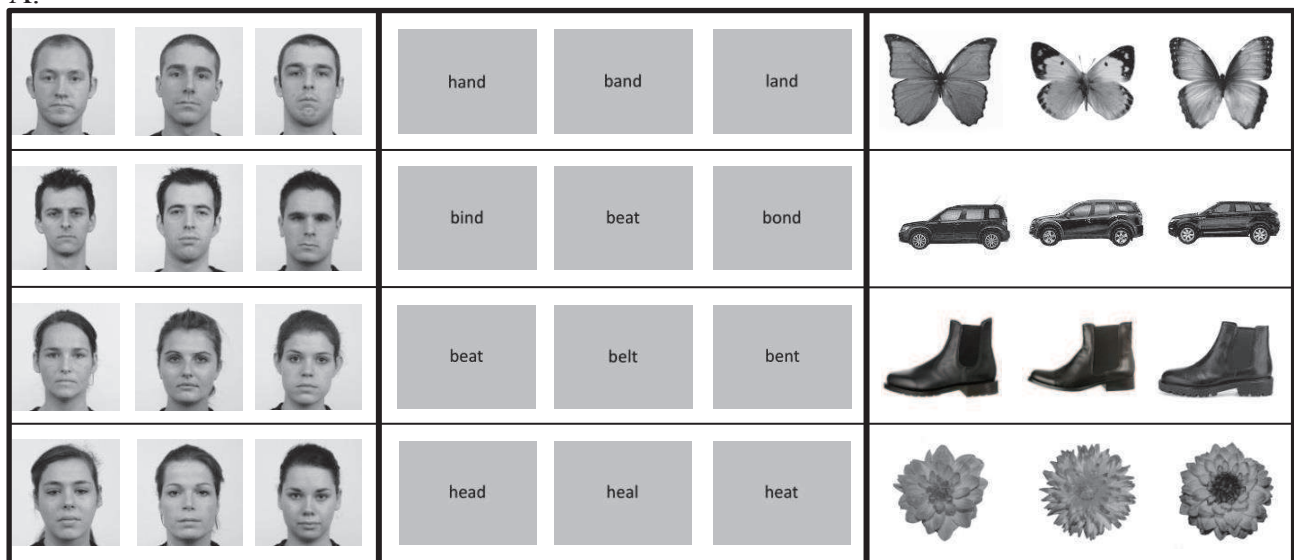 A.
hand band land
bind beat bond
beat belt bent
head heal heat